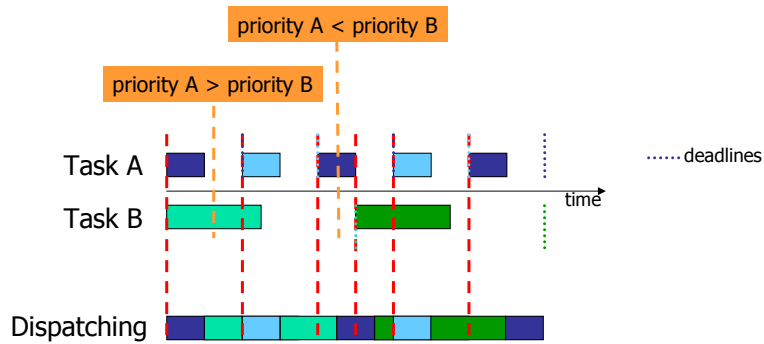 priority A < priority B
priority A > priority B
Task A
deadlines
time
Task B
Dispatching